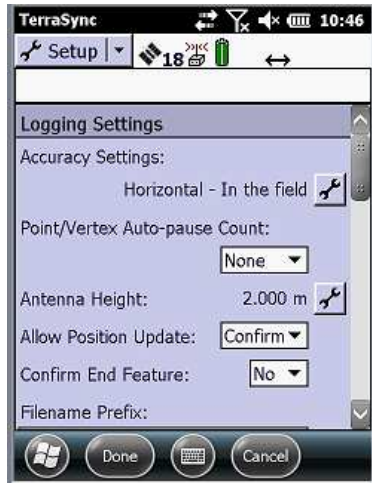 TerraSync 10:46
Setup 18
Logging Settings
Accuracy Settings:
Horizontal - In the field
Point/Vertex Auto-pause Count:
None
Antenna Height: 2.000 m
Allow Position Update: Confirm
Confirm End Feature: No
Filename Prefix:
Done Cancel